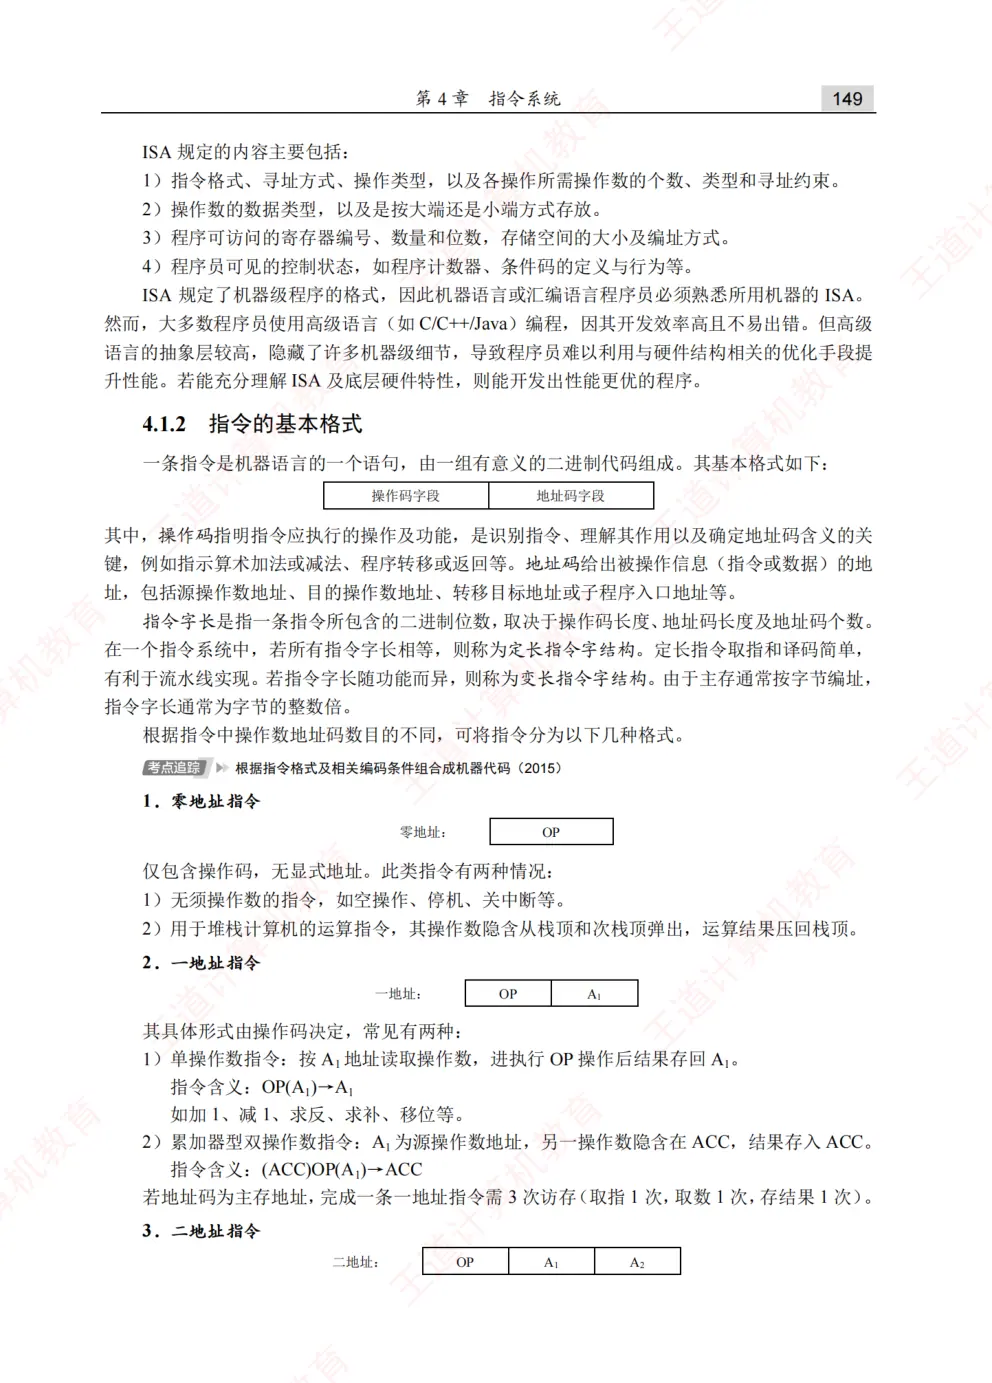 第 4 章 指令系统 149
ISA 规定的内容主要包括：
1）指令格式、寻址方式、操作类型，以及各操作所需操作数的个数、类型和寻址约束。
2）操作数的数据类型，以及是按大端还是小端方式存放。
3）程序可访问的寄存器编号、数量和位数，存储空间的大小及编址方式。
4）程序员可见的控制状态，如程序计数器、条件码的定义与行为等。
ISA 规定了机器级程序的格式，因此机器语言或汇编语言程序员必须熟悉所用机器的 ISA。
然而，大多数程序员使用高级语言（如 C/C++/Java）编程，因其开发效率高且不易出错。但高级
语言的抽象层较高，隐藏了许多机器级细节，导致程序员难以利用与硬件结构相关的优化手段提
升性能。若能充分理解 ISA 及底层硬件特性，则能开发出性能更优的程序。
4.1.2 指令的基本格式
一条指令是机器语言的一个语句，由一组有意义的二进制代码组成。其基本格式如下：
操作码字段 地址码字段
其中，操作码指明指令应执行的操作及功能，是识别指令、理解其作用以及确定地址码含义的关
键，例如指示算术加法或减法、程序转移或返回等。地址码给出被操作信息（指令或数据）的地
址，包括源操作数地址、目的操作数地址、转移目标地址或子程序入口地址等。
指令字长是指一条指令所包含的二进制位数，取决于操作码长度、地址码长度及地址码个数。
在一个指令系统中，若所有指令字长相等，则称为定长指令字结构。定长指令取指和译码简单，
有利于流水线实现。若指令字长随功能而异，则称为变长指令字结构。由于主存通常按字节编址，
指令字长通常为字节的整数倍。
根据指令中操作数地址码数目的不同，可将指令分为以下几种格式。
考点追踪 根据指令格式及相关编码条件组合成机器代码（2015）
1．零地址指令
零地址： OP
仅包含操作码，无显式地址。此类指令有两种情况：
1）无须操作数的指令，如空操作、停机、关中断等。
2）用于堆栈计算机的运算指令，其操作数隐含从栈顶和次栈顶弹出，运算结果压回栈顶。
2．一地址指令
一地址： OP A₁
其具体形式由操作码决定，常见有两种：
1）单操作数指令：按 A₁ 地址读取操作数，进执行 OP 操作后结果存回 A₁。
指令含义：OP(A₁)→A₁
如加 1、减 1、求反、求补、移位等。
2）累加器型双操作数指令：A₁ 为源操作数地址，另一操作数隐含在 ACC，结果存入 ACC。
指令含义：(ACC)OP(A₁)→ACC
若地址码为主存地址，完成一条一地址指令需 3 次访存（取指 1 次，取数 1 次，存结果 1 次）。
3．二地址指令
二地址： OP A₁ A₂
王道计算机教育